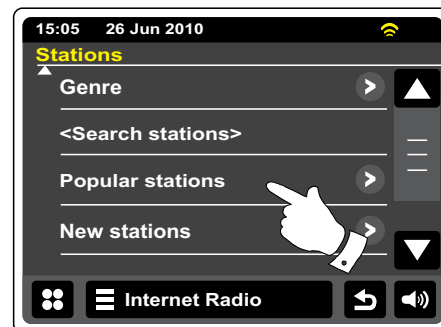 15:05 26 Jun 2010
Stations
Genre
<Search stations>
Popular stations
New stations
Internet Radio